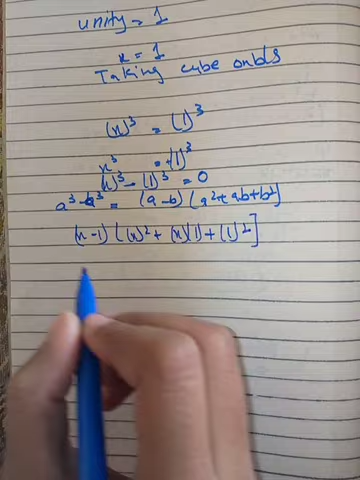 unity = 1
x = 1
Taking cube on b/s
(x)³ = (1)³
x³ = (1)³
(x)³ - (1)³ = 0
a³ - b³ = (a - b) (a² + ab + b²]
(x - 1) ((x)² + (x)(1) + (1)²]